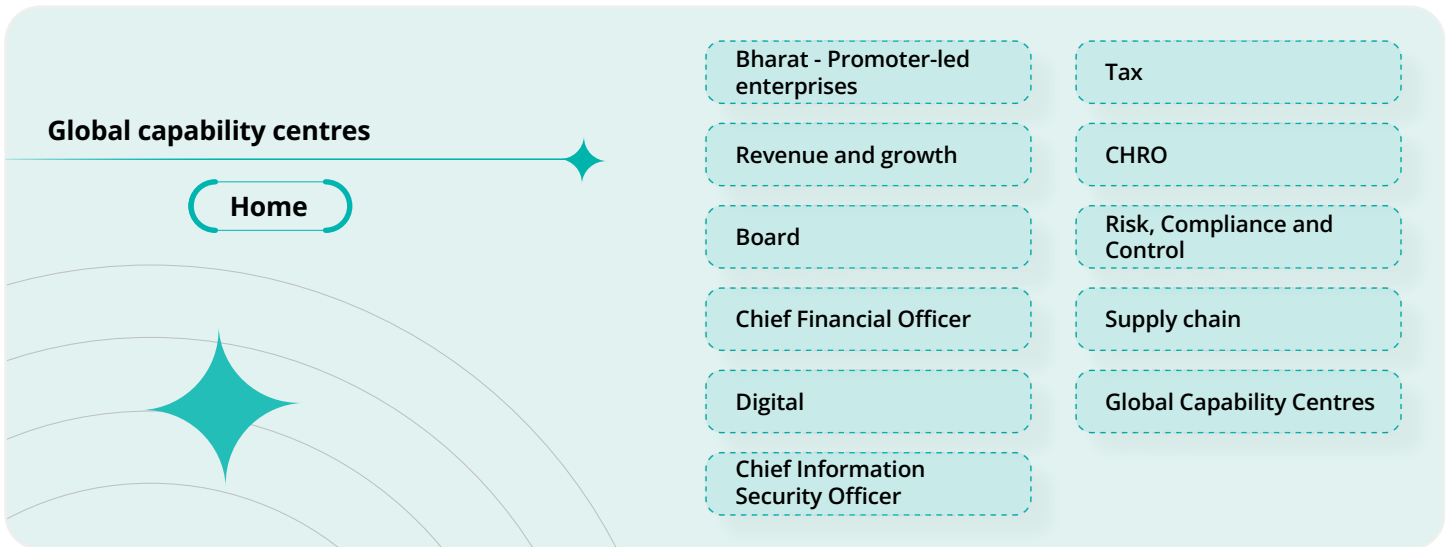 Global capability centres
Home
Bharat - Promoter-led
enterprises
Revenue and growth
Board
Chief Financial Officer
Digital
Chief Information
Security Officer
Tax
CHRO
Risk, Compliance and
Control
Supply chain
Global Capability Centres